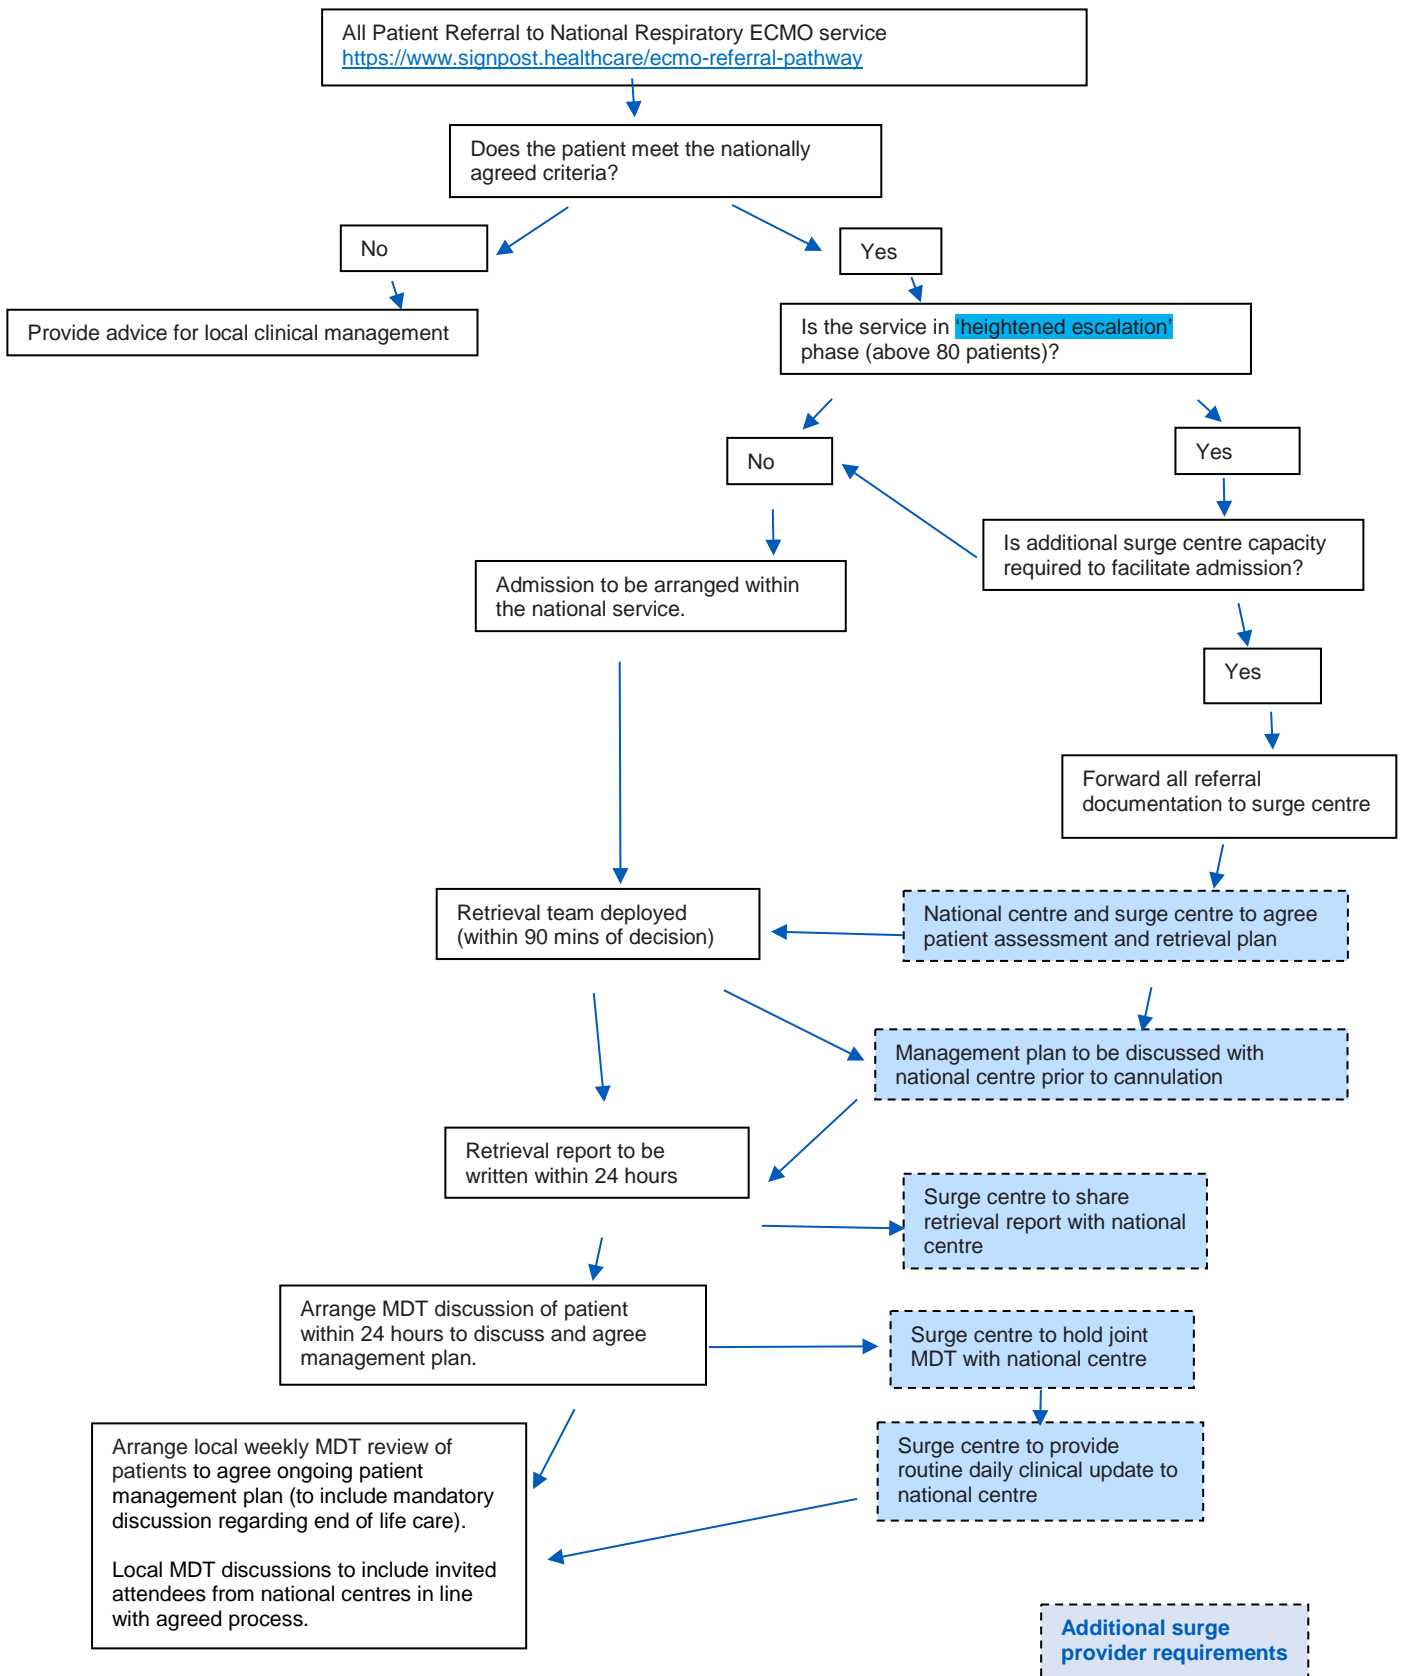 All Patient Referral to National Respiratory ECMO service
https://www.signpost.healthcare/ecmo-referral-pathway
Does the patient meet the nationally
agreed criteria?
No
Yes
Provide advice for local clinical management
Is the service in ‘heightened escalation’
phase (above 80 patients)?
No
Yes
Is additional surge centre capacity
required to facilitate admission?
Admission to be arranged within
the national service.
Yes
Forward all referral
documentation to surge centre
Retrieval team deployed
(within 90 mins of decision)
National centre and surge centre to agree
patient assessment and retrieval plan
Management plan to be discussed with
national centre prior to cannulation
Retrieval report to be
written within 24 hours
Surge centre to share
retrieval report with national
centre
Arrange MDT discussion of patient
within 24 hours to discuss and agree
management plan.
Surge centre to hold joint
MDT with national centre
Arrange local weekly MDT review of
patients to agree ongoing patient
management plan (to include mandatory
discussion regarding end of life care).
Local MDT discussions to include invited
attendees from national centres in line
with agreed process.
Surge centre to provide
routine daily clinical update to
national centre
Additional surge
provider requirements